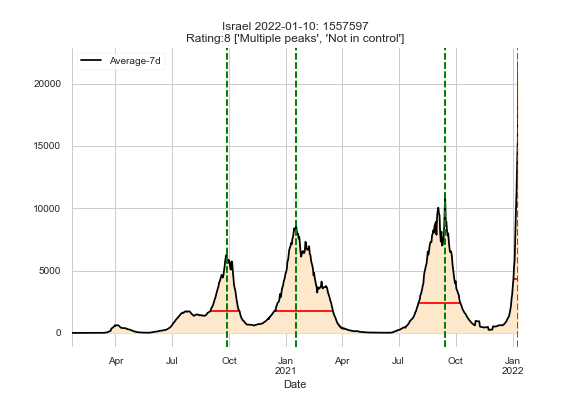 Israel 2022-01-10: 1557597
Rating:8 ['Multiple peaks', 'Not in control']
Average-7d
20000
15000
10000
5000
0
Apr
Jul
Oct
Jan
2021
Apr
Jul
Oct
Jan
2022
Date